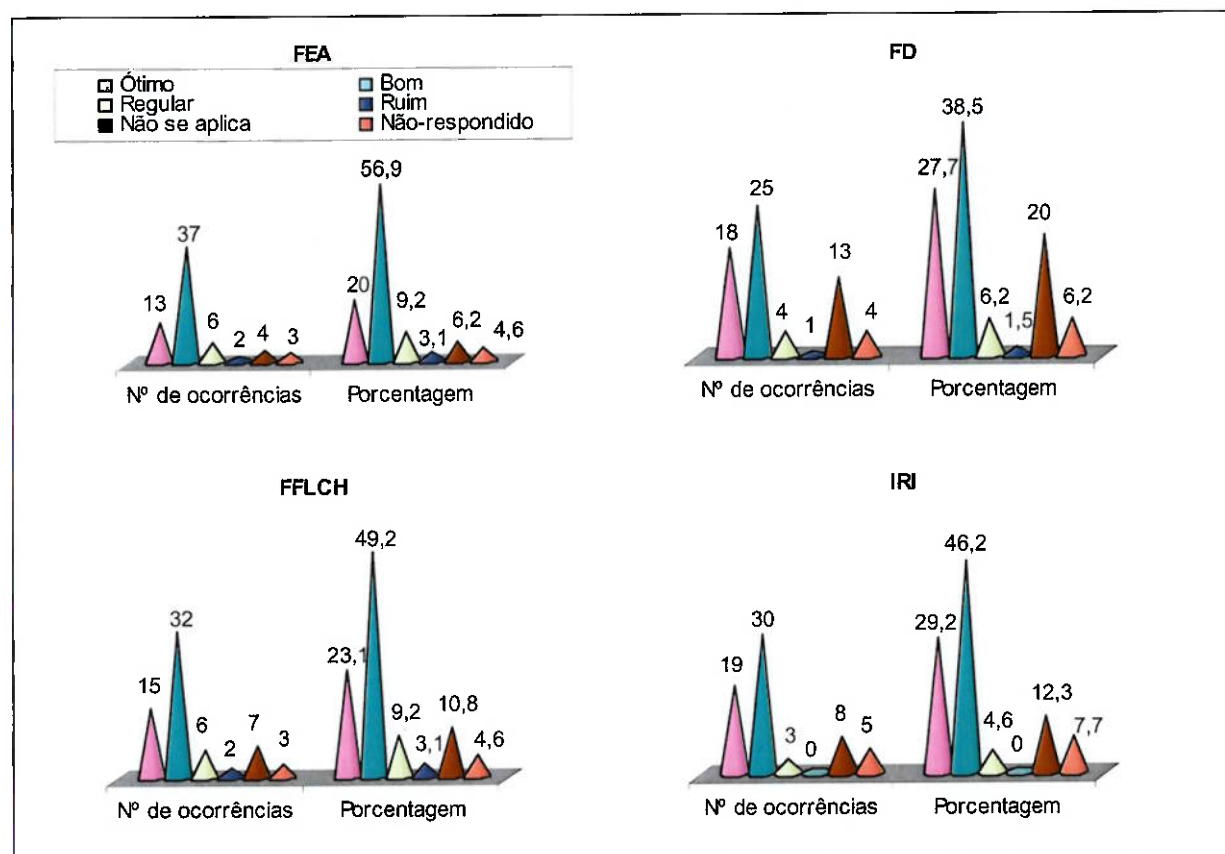 FEA
Ótimo
Bom
Regular
Ruim
Não se aplica
Não-respondido
56,9
37
13
6
2
4
3
20
9,2
3,1
6,2
4,6
Nº de ocorrências
Porcentagem
FD
38,5
27,7
25
18
4
1
13
4
6,2
1,5
20
6,2
Nº de ocorrências
Porcentagem
FFLCH
49,2
32
15
6
2
7
3
23,1
9,2
3,1
10,8
4,6
Nº de ocorrências
Porcentagem
IRI
46,2
30
19
3
0
8
5
29,2
4,6
0
12,3
7,7
Nº de ocorrências
Porcentagem